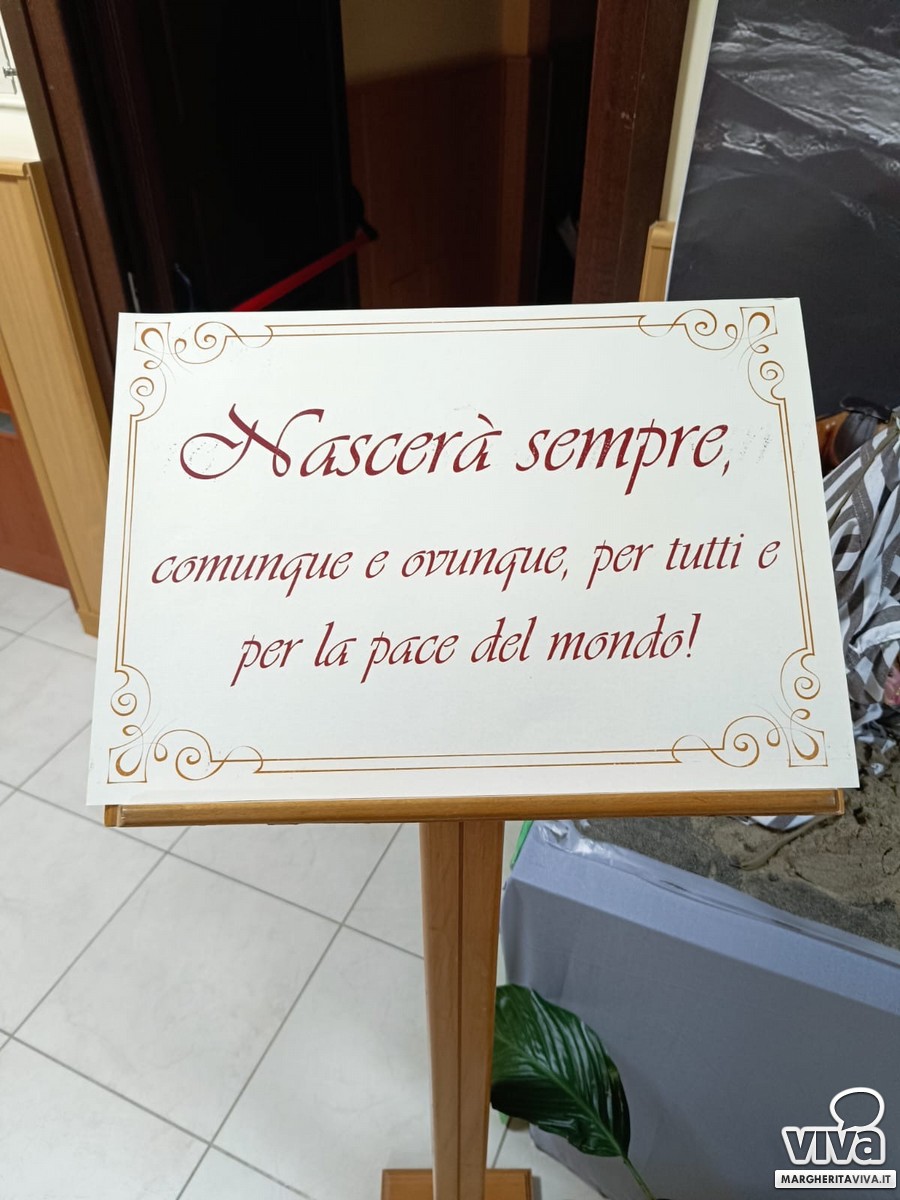 Nascerà sempre,
comunque e ovunque, per tutti e
per la pace del mondo!
viva
MARGHERITAVIVA.IT